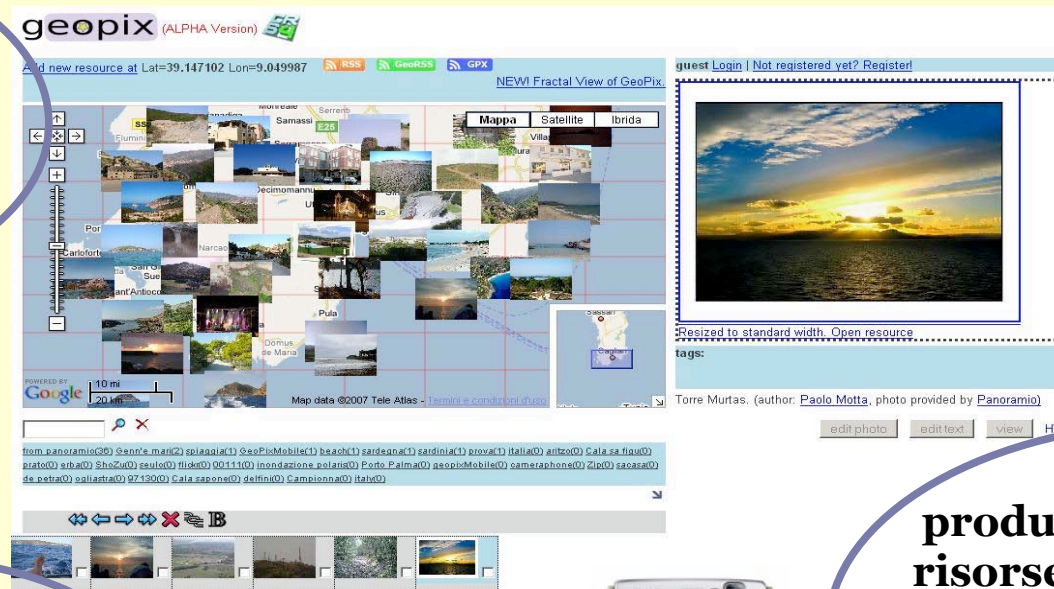 geopix (ALPHA Version) CRS4
Add new resource at Lat=39.147102 Lon=9.049987 RSS GeoRSS GPX
NEW! Fractal View of GeoPix.
guest Login | Not registered yet? Register!
Monreale
Serrenti
Samassi
E25
Mappa Satellite Ibrida
Decimomannu
Carloforte
Narcao
Sant'Antioco
Pula
Domus
de Maria
Sassari
Cagliari
POWERED BY
Google
10 mi
20 km
Map data ©2007 Tele Atlas - Termini e condizioni d'uso
Resized to standard width. Open resource
tags:
Torre Murtas. (author: Paolo Motta, photo provided by Panoramio)
edit photo edit text view
from panoramio(36) Genn'e mari(2) spiaggia(1) GeoPixMobile(1) beach(1) sardegna(1) sardinia(1) prova(1) italia(0) aritzo(0) Cala sa figu(0)
prato(0) erba(0) ShoZu(0) seulo(0) flickr(0) 00111(0) inondazione polaris(0) Porto Palma(0) geopixMobile(0) cameraphone(0) Zip(0) sacasa(0)
de petra(0) ogliastra(0) 97130(0) Cala sapone(0) delfini(0) Campionna(0) italy(0)
B
produ
risorse